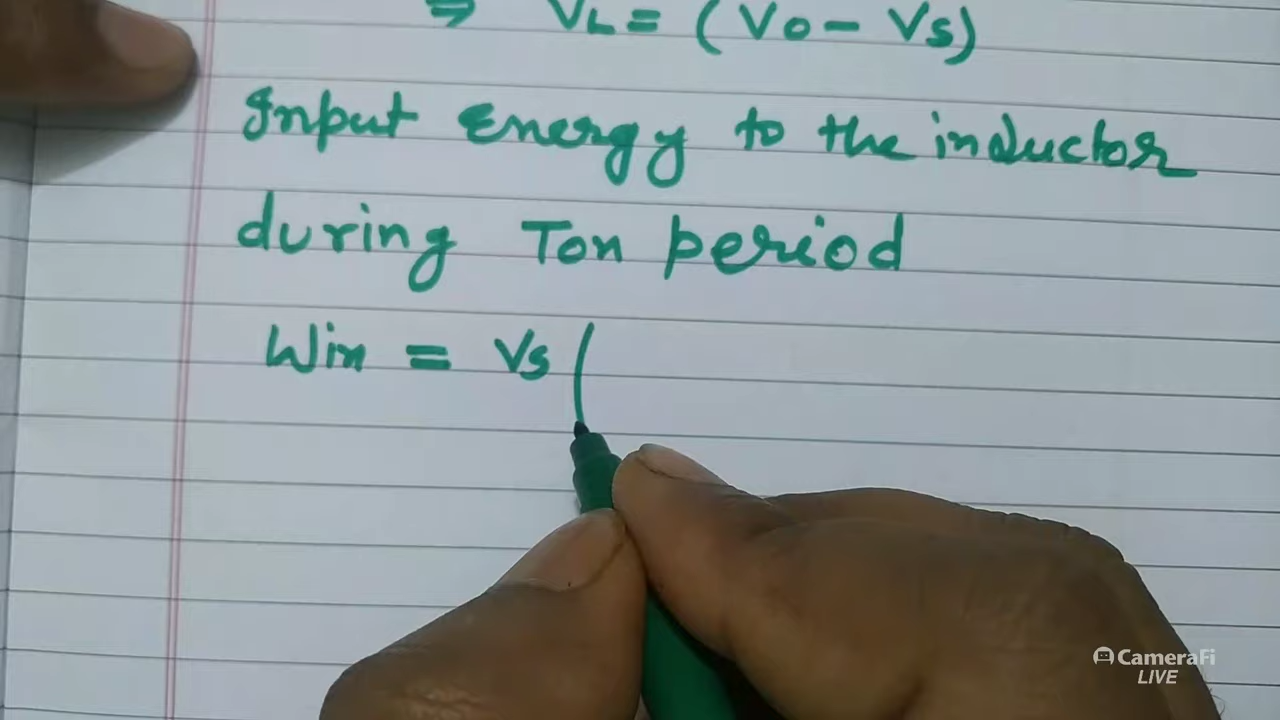 ⇒ VL = (Vo - Vs)
Input Energy to the inductor
during Ton period
Win = Vs (
CameraFi
LIVE